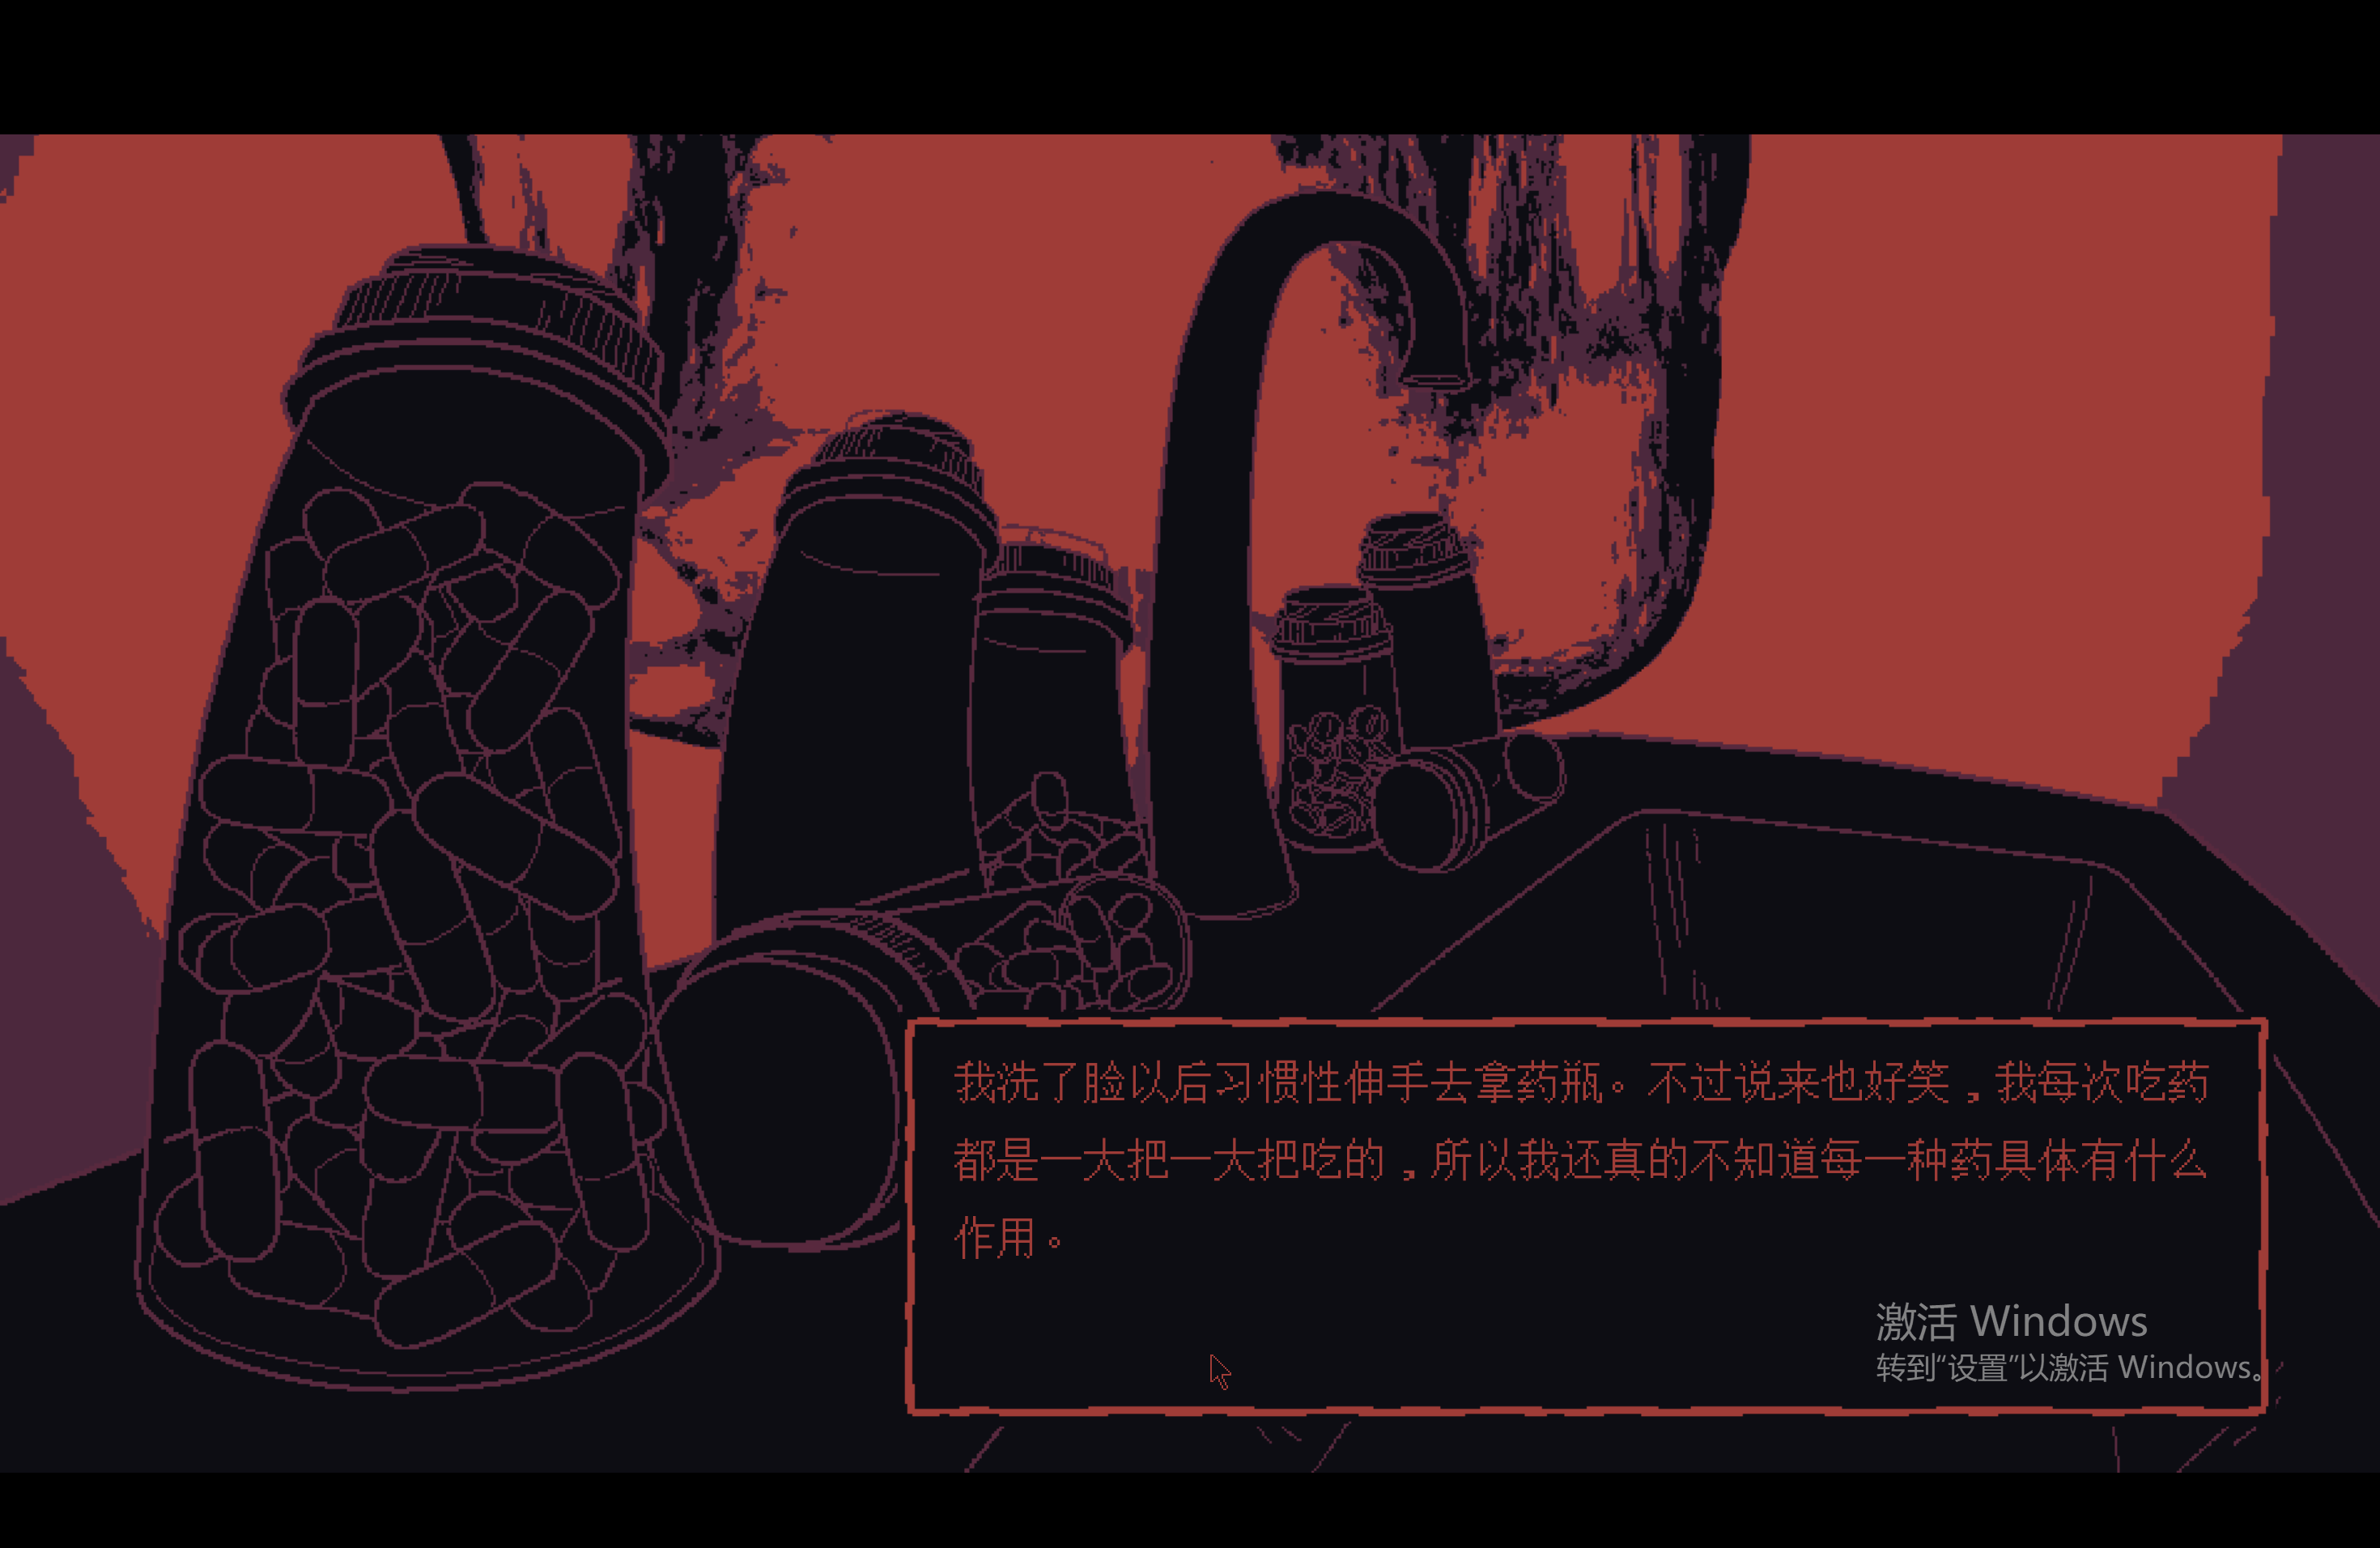 我洗了脸以后习惯性伸手去拿药瓶。不过说来也好笑，我每次吃药
都是一大把一大把吃的，所以我还真的不知道每一种药具体有什么
作用。
激活 Windows
转到“设置”以激活 Windows。